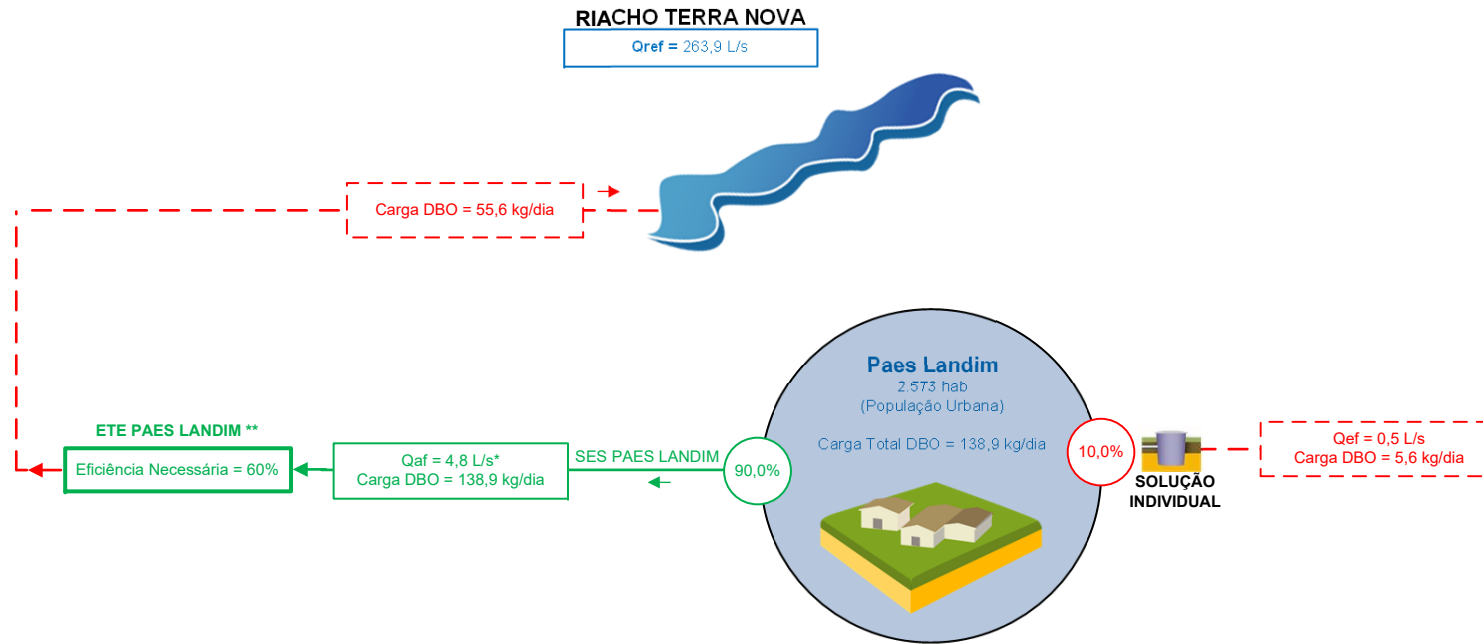 RIACHO TERRA NOVA
Qref = 263,9 L/s
Carga DBO = 55,6 kg/dia
Paes Landim
2.573 hab
(População Urbana)
Carga Total DBO = 138,9 kg/dia
ETE PAES LANDIM **
Eficiência Necessária = 60%
Qaf = 4,8 L/s*
Carga DBO = 138,9 kg/dia
SES PAES LANDIM
90,0%
10,0%
SOLUÇÃO
INDIVIDUAL
Qef = 0,5 L/s
Carga DBO = 5,6 kg/dia